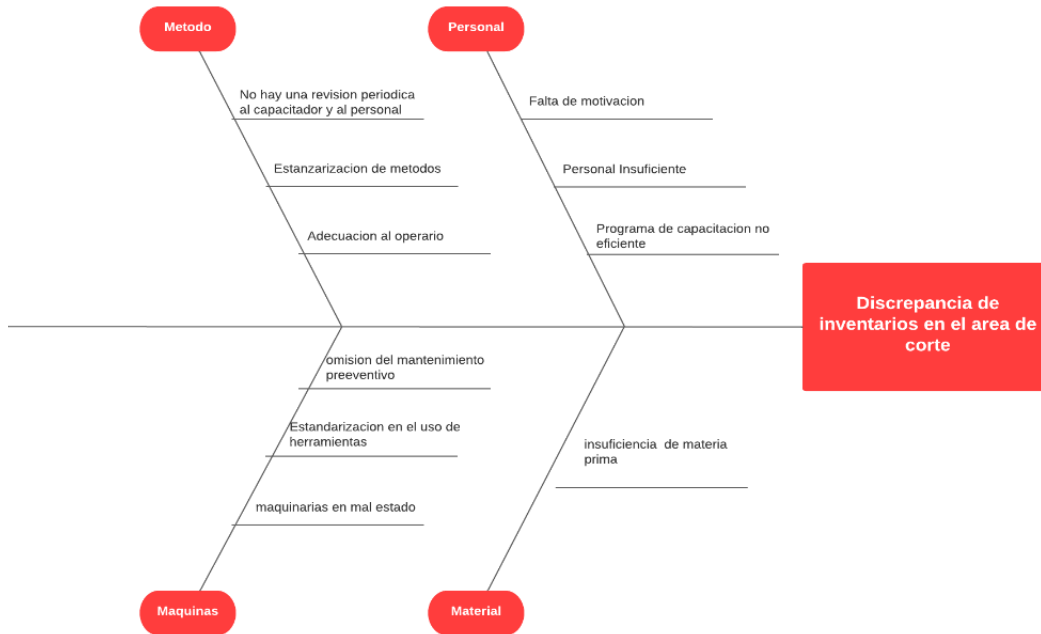 Metodo
Personal
No hay una revision periodica
al capacitador y al personal
Falta de motivacion
Estanzarizacion de metodos
Personal Insuficiente
Adecuacion al operario
Programa de capacitacion no
eficiente
Discrepancia de
inventarios en el area de
corte
omision del mantenimiento
preeventivo
Estandarizacion en el uso de
herramientas
insuficiencia de materia
prima
maquinarias en mal estado
Maquinas
Material